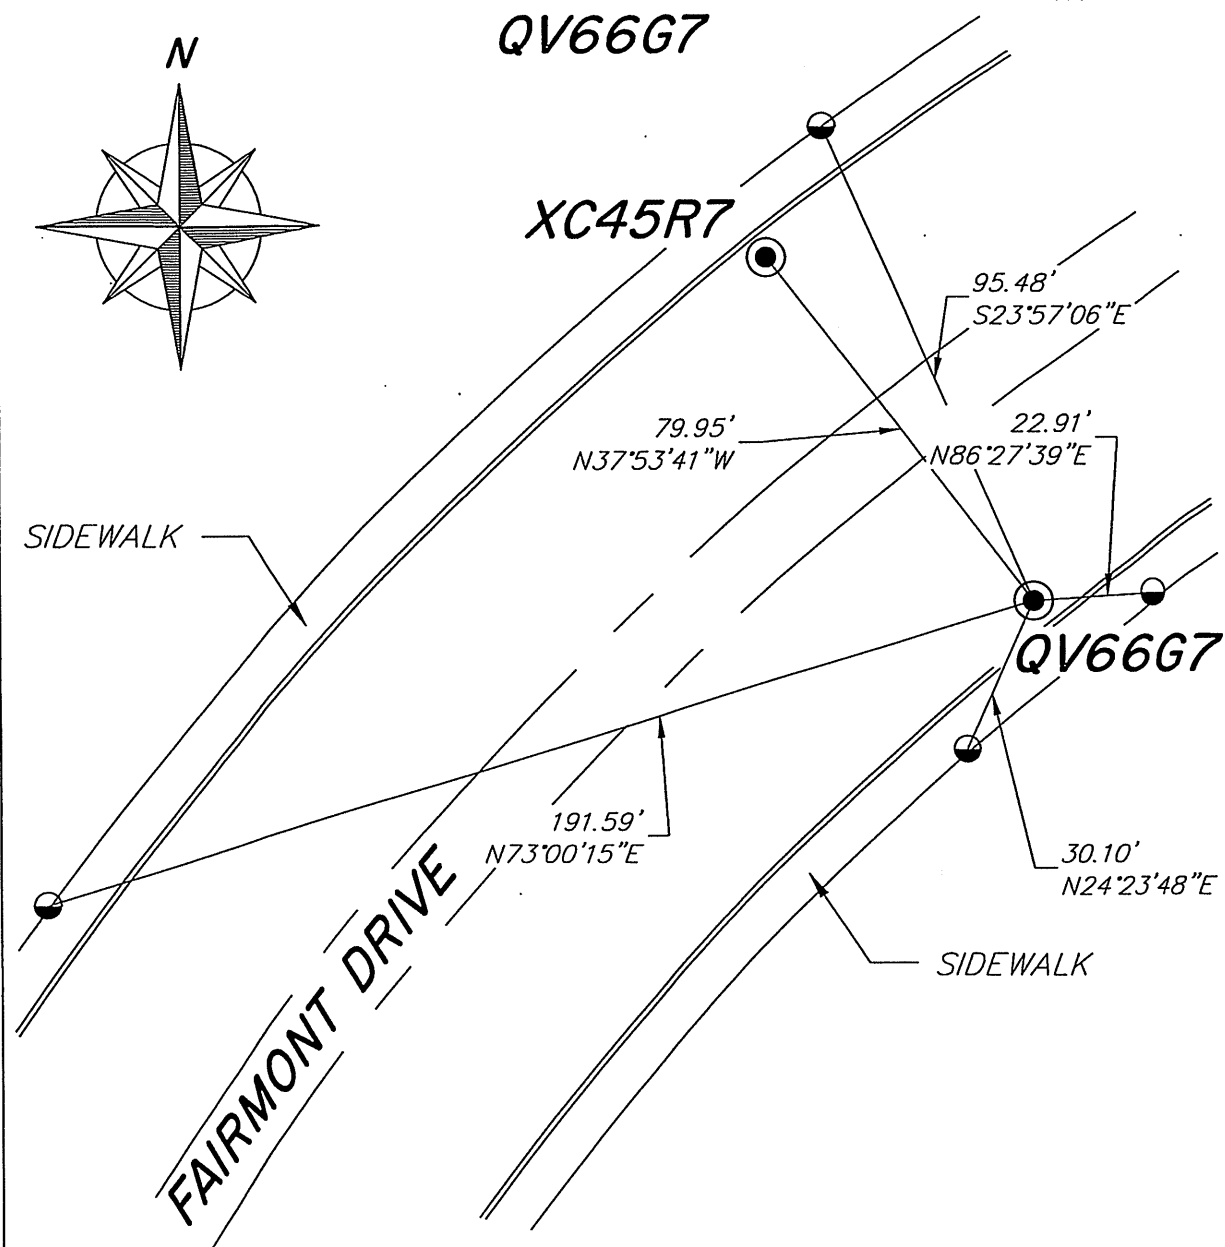 QV66G7
N
XC45R7
95.48'
S23°57'06"E
79.95'
N37°53'41"W
22.91'
N86°27'39"E
SIDEWALK
QV66G7
191.59'
N73°00'15"E
30.10'
N24°23'48"E
FAIRMONT DRIVE
SIDEWALK